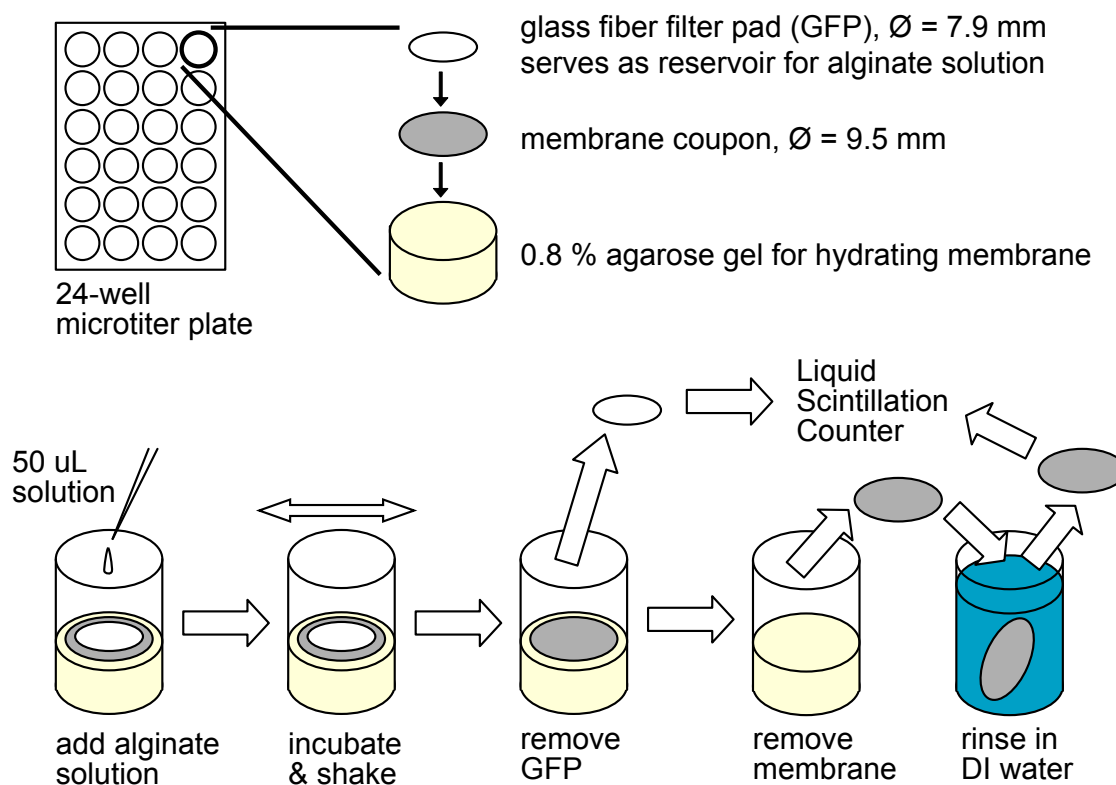 glass fiber filter pad (GFP), Ø = 7.9 mm
serves as reservoir for alginate solution
membrane coupon, Ø = 9.5 mm
0.8 % agarose gel for hydrating membrane
24-well
microtiter plate
Liquid
Scintillation
Counter
50 uL
solution
add alginate
solution
incubate
& shake
remove
GFP
remove
membrane
rinse in
DI water